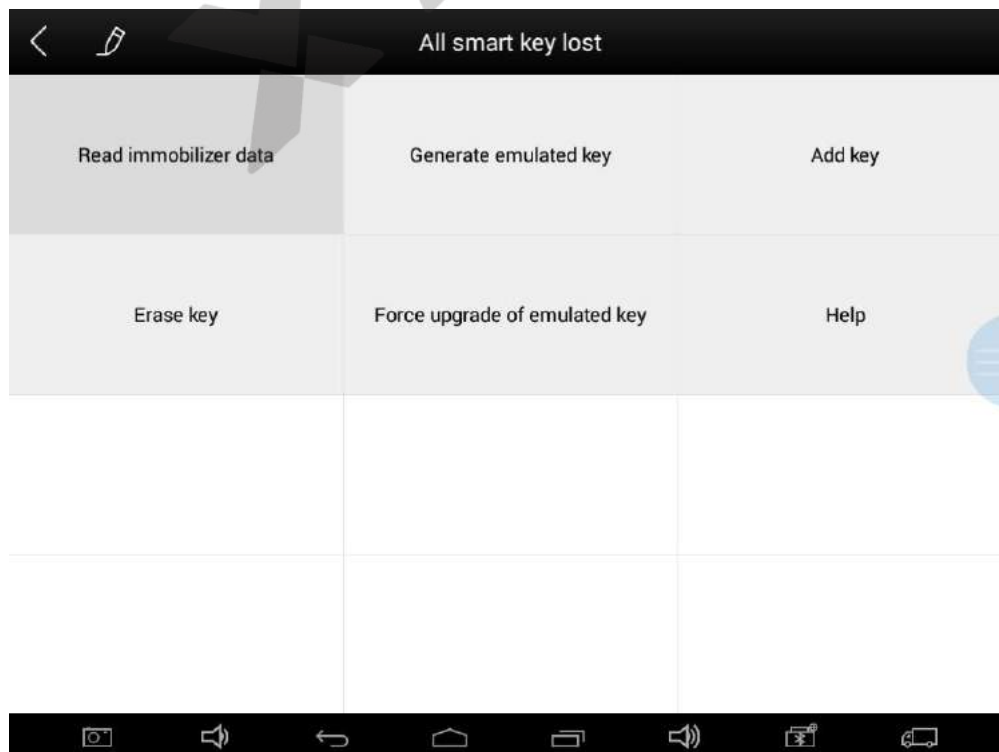 All smart key lost
Read immobilizer data
Generate emulated key
Add key
Erase key
Force upgrade of emulated key
Help